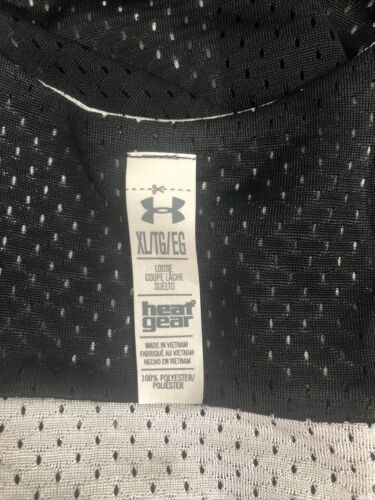 XL/TG/EG
LOOSE
COUPE LÂCHE
SUELTO
heat
gear
MADE IN VIETNAM
FABRIQUÉ AU VIETNAM
HECHO EN VIETNAM
100% POLYESTER/
POLIÉSTER